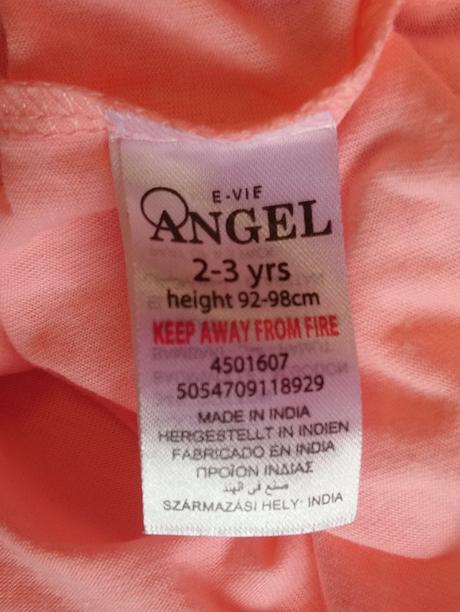 E-VIE
ANGEL
2-3 yrs
height 92-98cm
KEEP AWAY FROM FIRE
4501607
5054709118929
MADE IN INDIA
HERGESTELLT IN INDIEN
FABRICADO EN INDIA
ΠΡΟΪΟΝ ΙΝΔΙΑΣ
صنع في الهند
SZÁRMAZÁSI HELY: INDIA